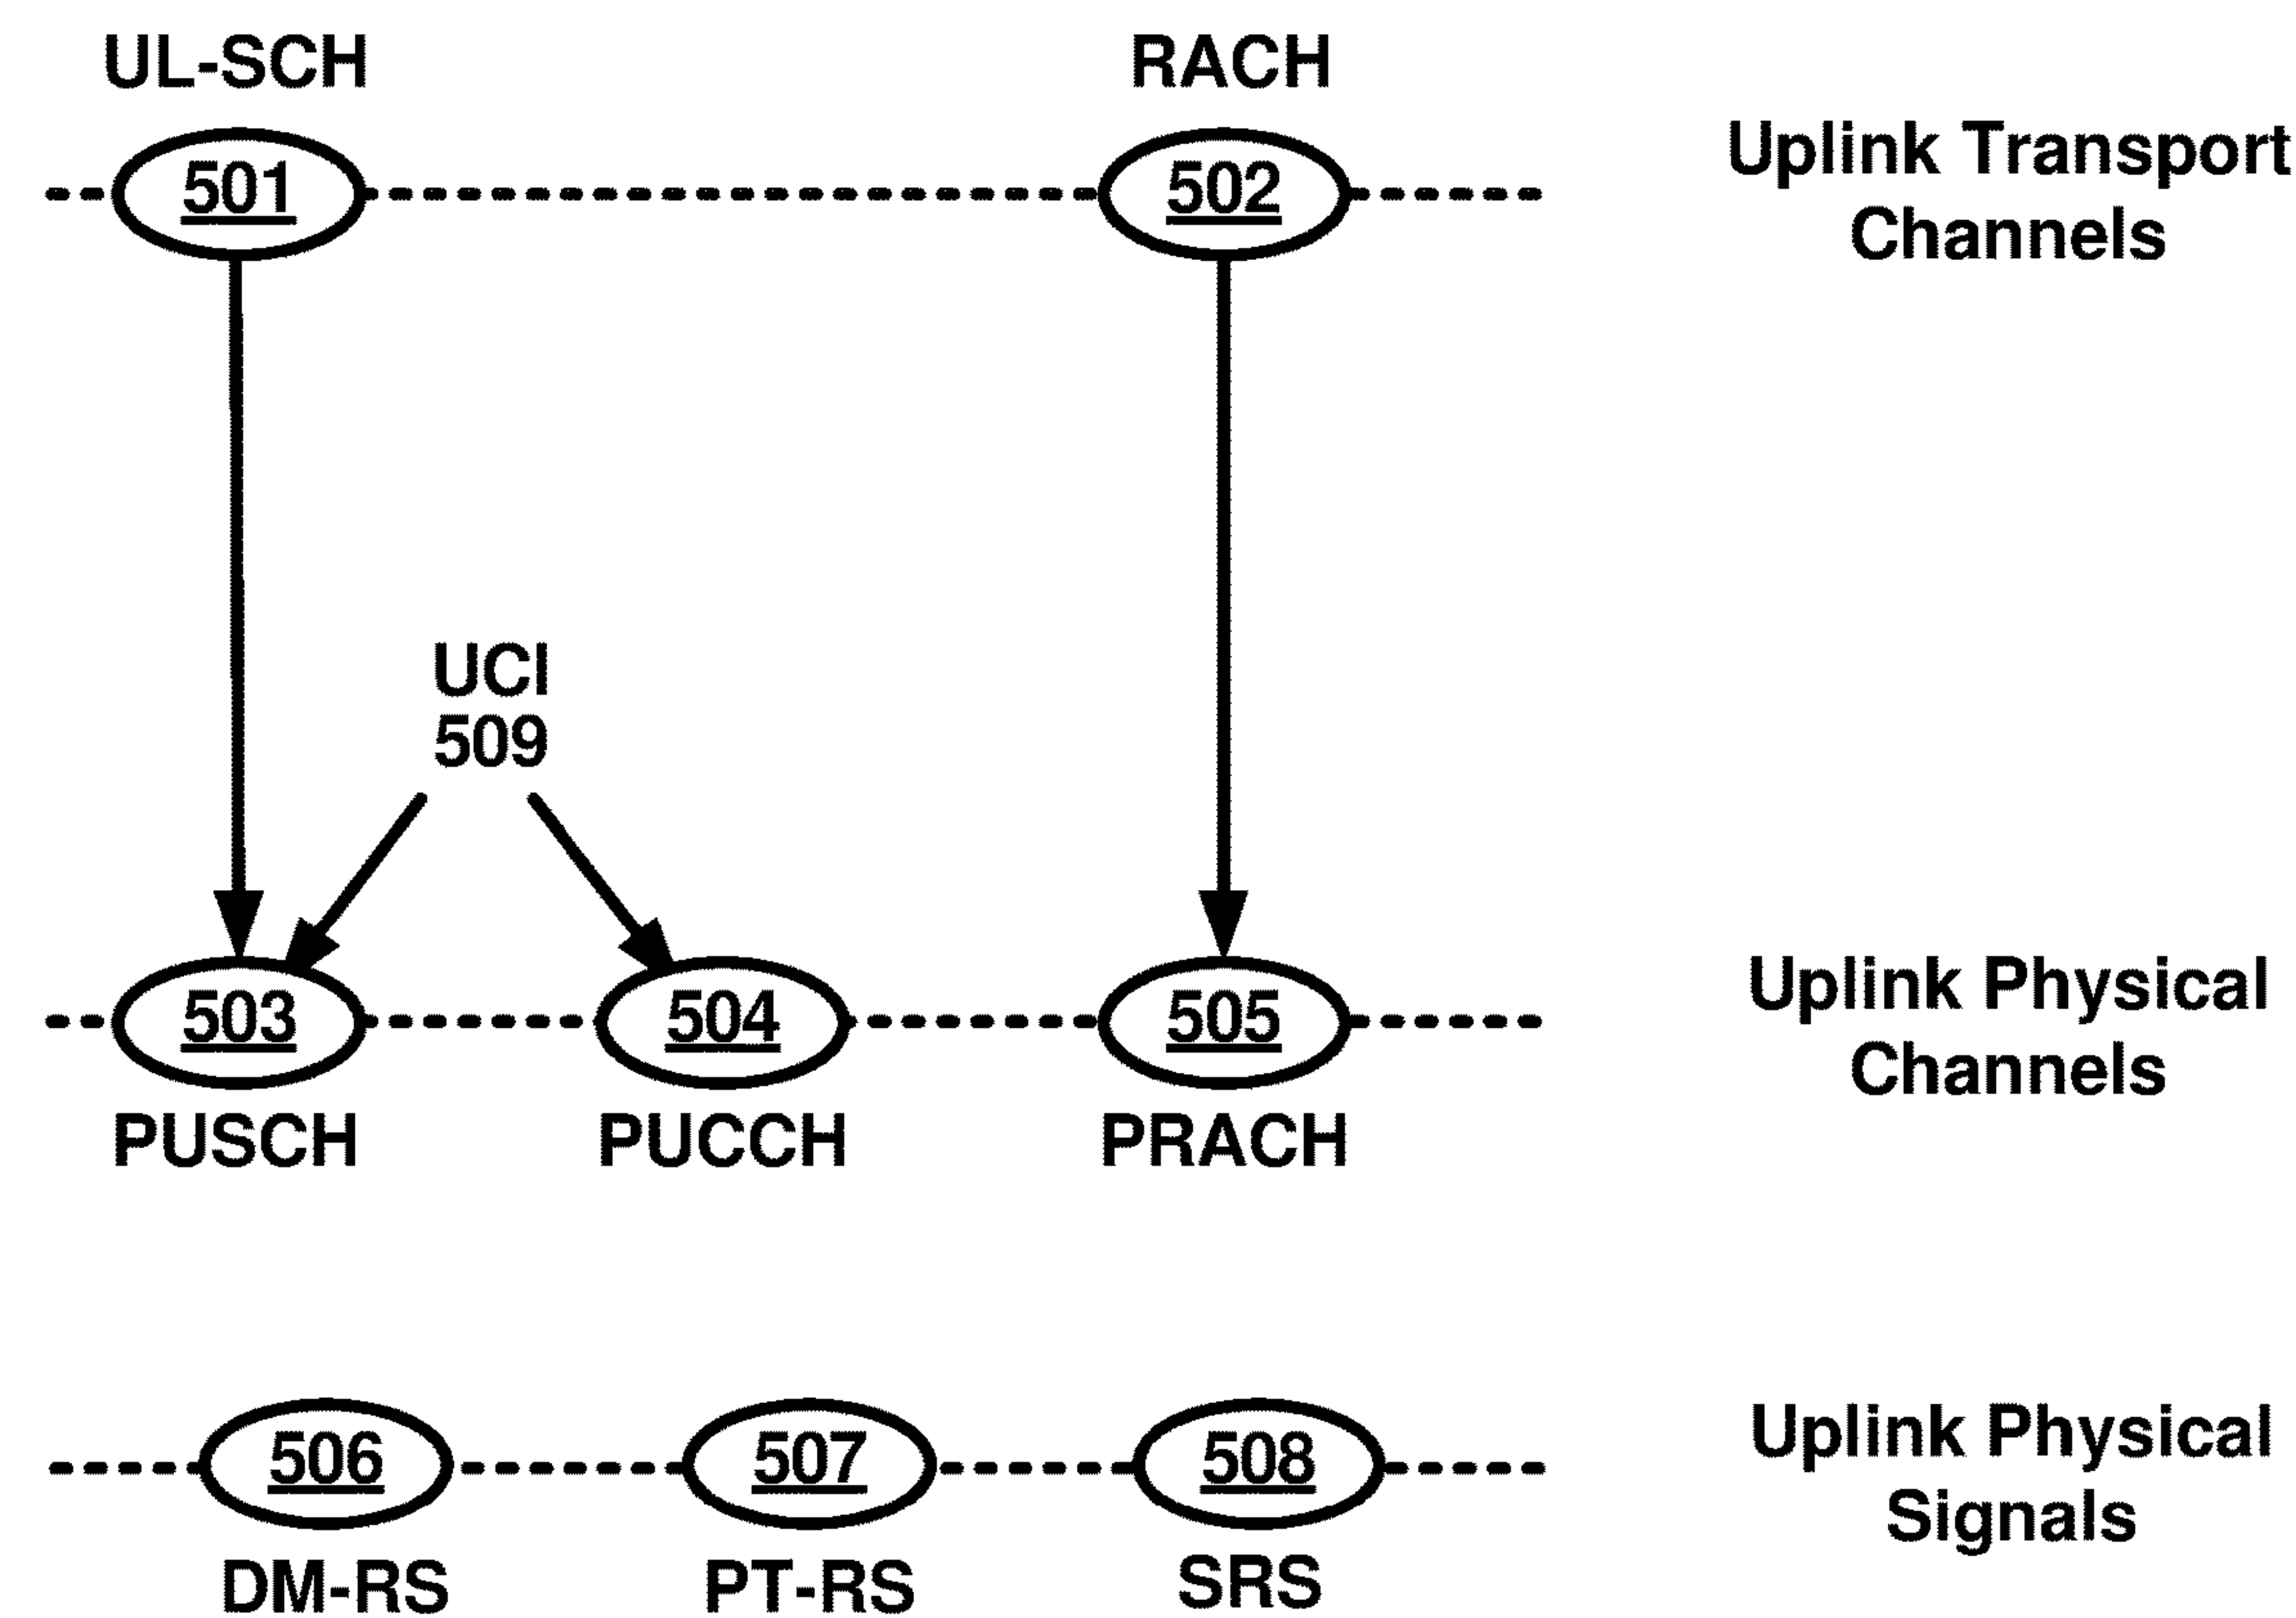 UL-SCH
RACH
501
502
Uplink Transport
Channels
UCI
509
503
504
505
Uplink Physical
Channels
PUSCH
PUCCH
PRACH
506
507
508
Uplink Physical
Signals
DM-RS
PT-RS
SRS